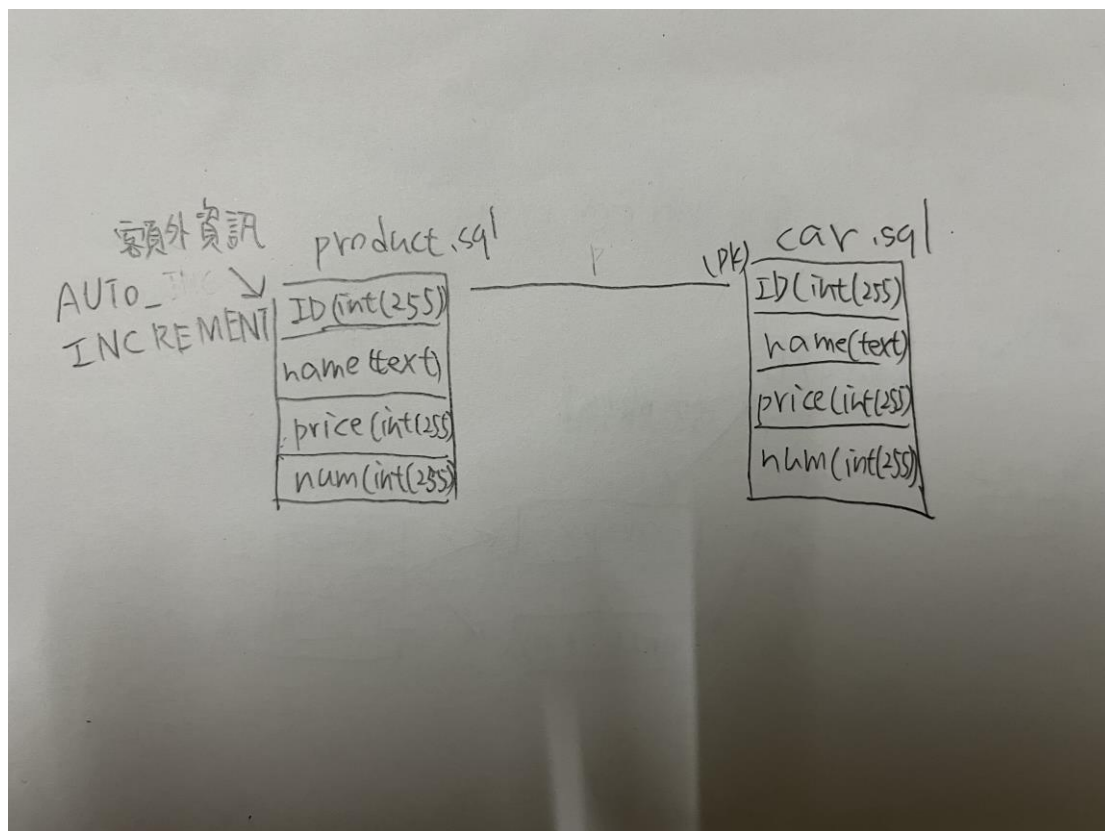 額外資訊
AUTO_
INCREMENT
product.sql
ID(int(255)
name(text)
price(int(255)
num(int(255)
P
(PK)
car.sql
ID(int(255)
name(text)
price(int(255)
num(int(255)